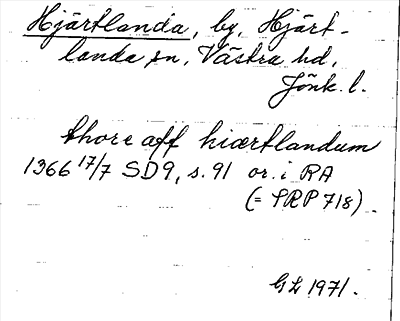 Hjärtlanda, by, Hjärt-
landa sn, Västra hd,
Jönk. l.
thore aff hiærtlandum
1366 17/7 SD9, s. 91 or. i RA
(= SRP 718).
GL 1971.